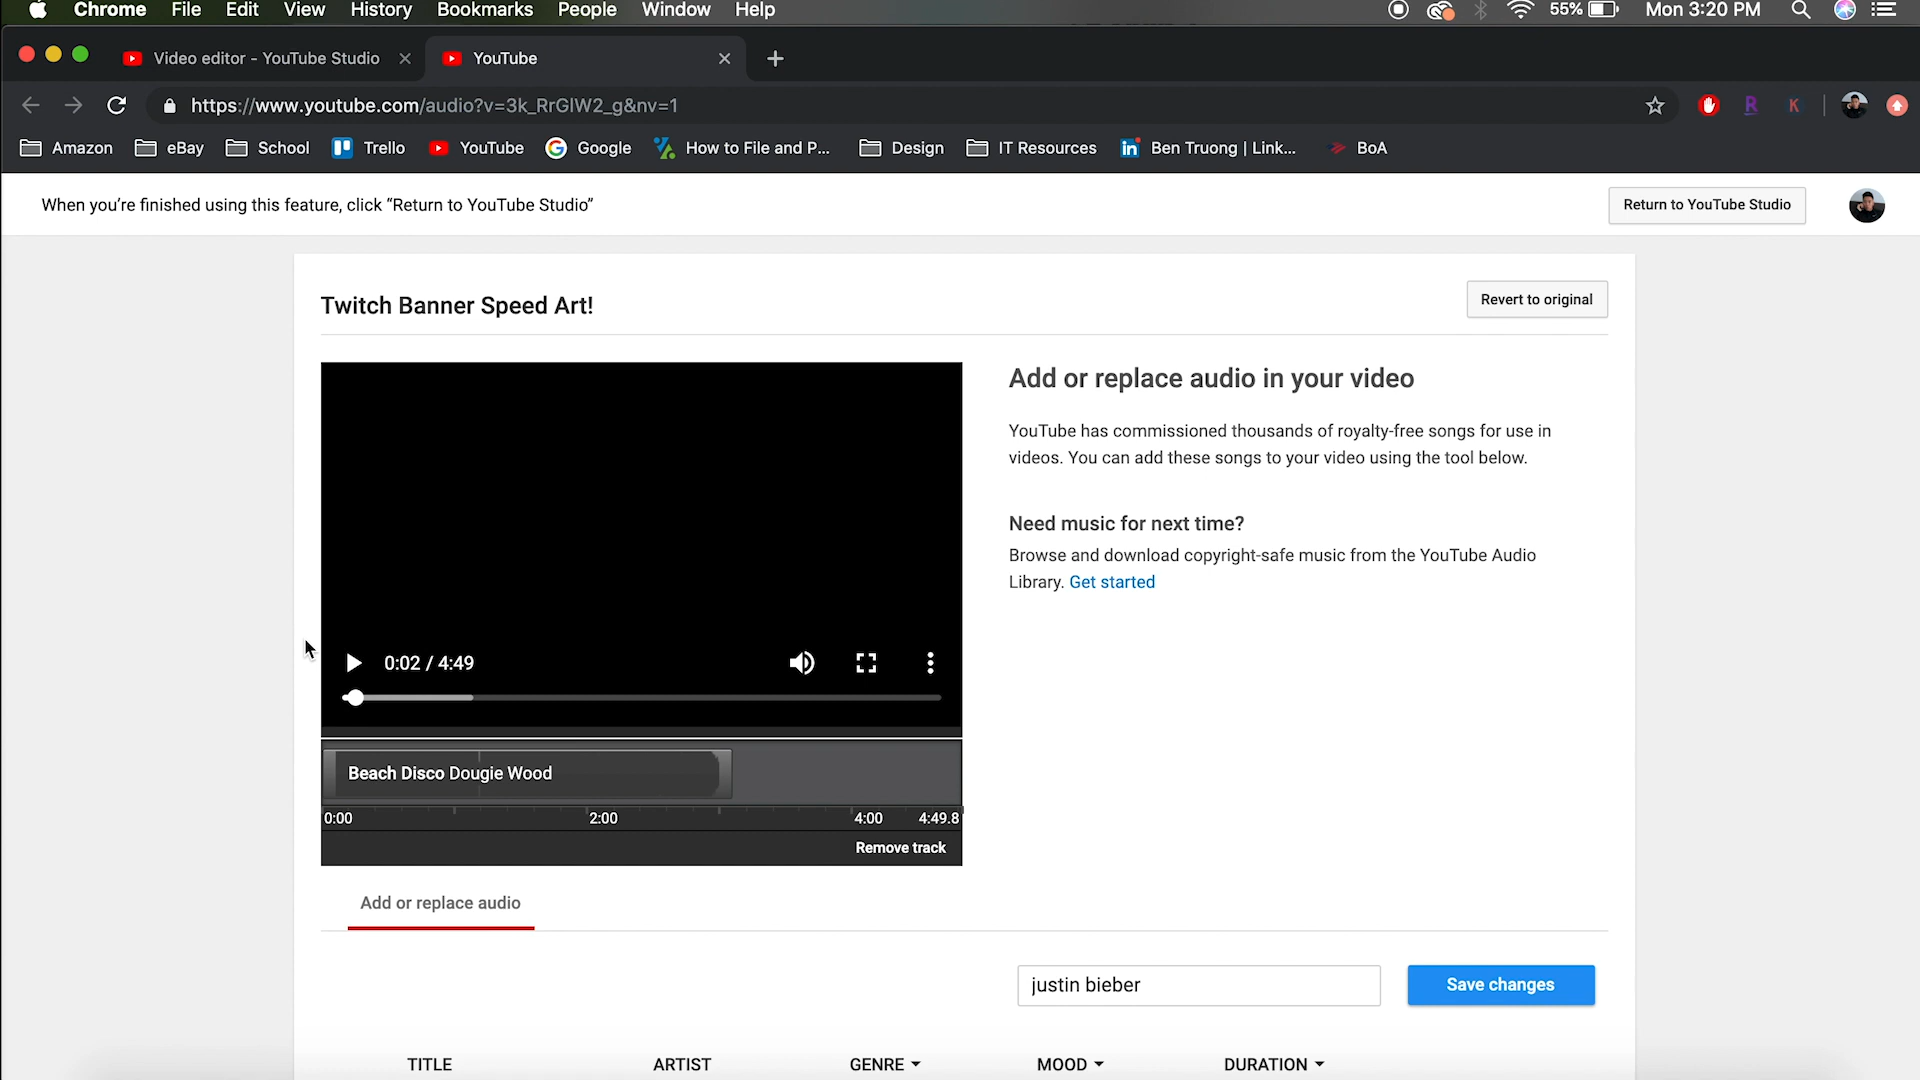 Chrome File Edit View History Bookmarks People Window Help 55% Mon 3:20 PM
Video editor - YouTube Studio YouTube
https://www.youtube.com/audio?v=3k_RrGlW2_g&nv=1
Amazon eBay School Trello YouTube Google How to File and P... Design IT Resources Ben Truong | Link... BoA
When you're finished using this feature, click “Return to YouTube Studio”
Return to YouTube Studio
Twitch Banner Speed Art!
Revert to original
Add or replace audio in your video
YouTube has commissioned thousands of royalty-free songs for use in
videos. You can add these songs to your video using the tool below.
Need music for next time?
Browse and download copyright-safe music from the YouTube Audio
Library. Get started
0:02 / 4:49
Beach Disco Dougie Wood
0:00 2:00 4:00 4:49.8
Remove track
Add or replace audio
justin bieber
Save changes
TITLE ARTIST GENRE MOOD DURATION